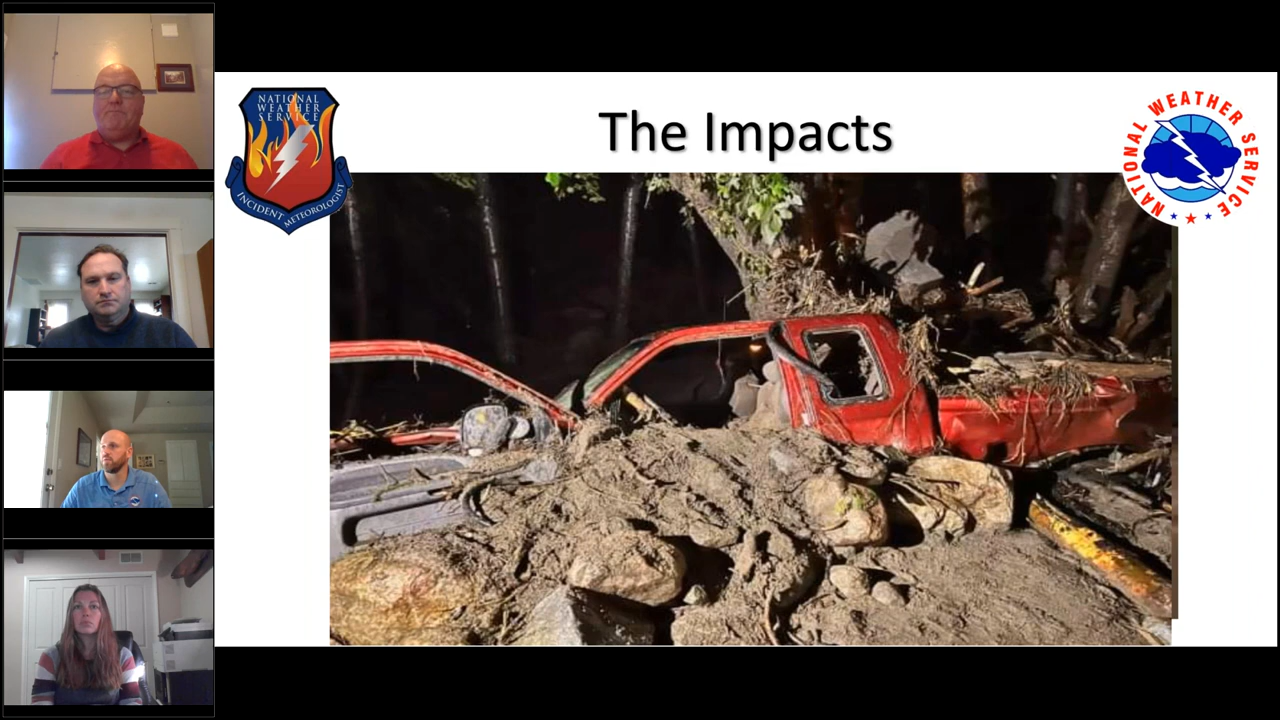 The Impacts
NATIONAL
WEATHER
SERVICE
INCIDENT METEOROLOGIST
NATIONAL WEATHER SERVICE